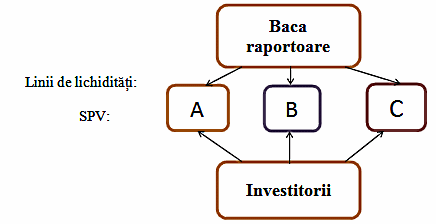 Baca
raportoare
Linii de lichidități:
A B C
SPV:
Investitorii